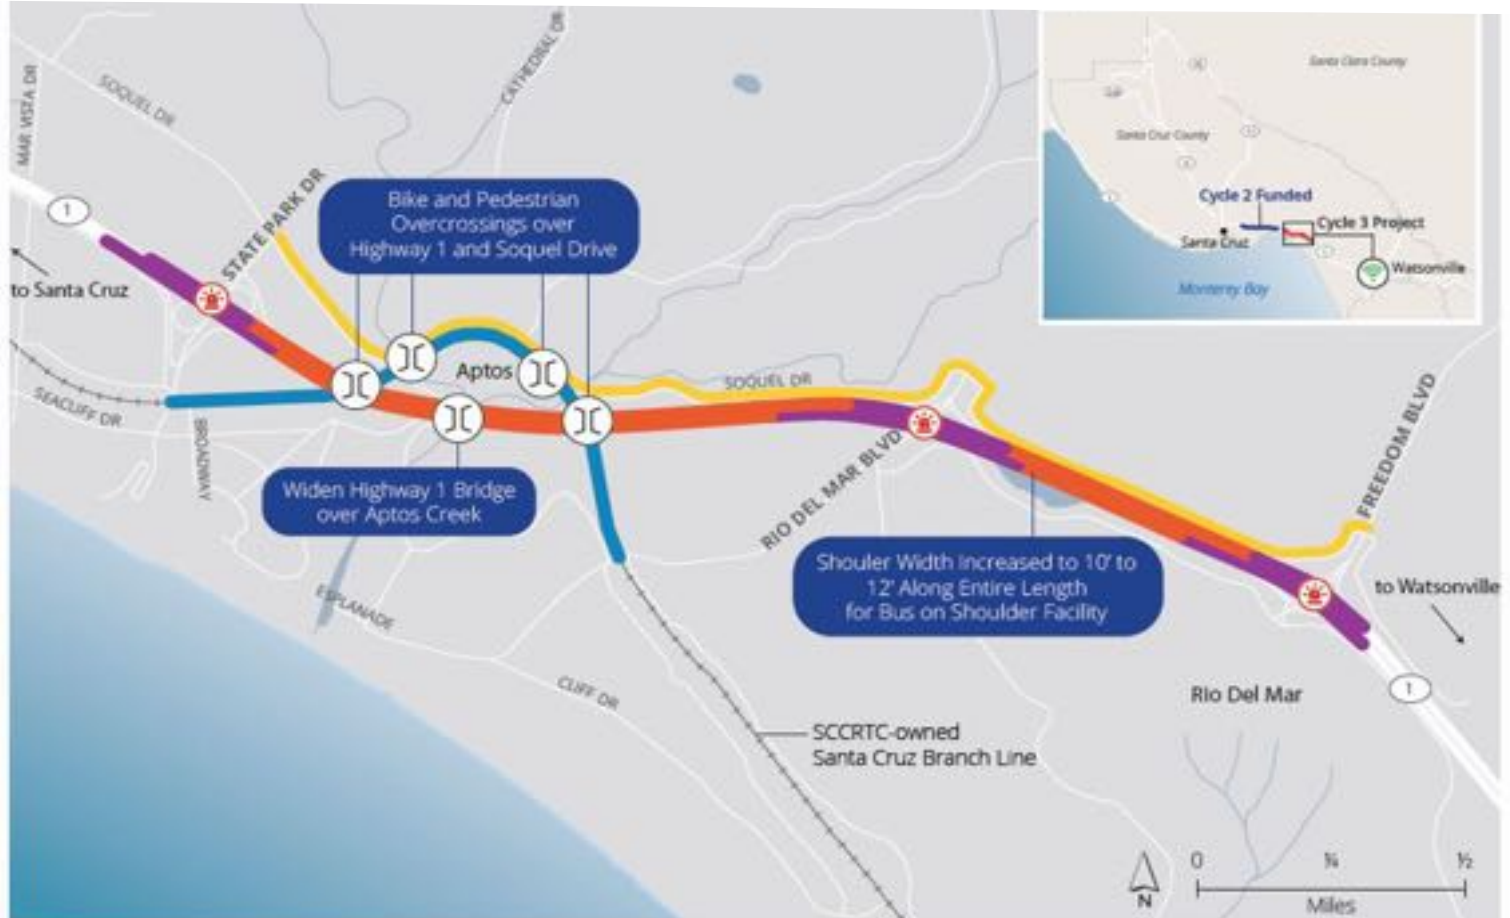 MAR VISTA DR
SOQUEL DR
CATHEDRAL DR
STATE PARK DR
1
to Santa Cruz
SEACLIFF DR
BROADWAY
Bike and Pedestrian
Overcrossings over
Highway 1 and Soquel Drive
Aptos
SOQUEL DR
Widen Highway 1 Bridge
over Aptos Creek
ESPLANADE
CLIFF DR
RIO DEL MAR BLVD
Shouler Width Increased to 10' to
12' Along Entire Length
for Bus on Shoulder Facility
FREEDOM BLVD
to Watsonville
1
Rio Del Mar
SCCRTC-owned
Santa Cruz Branch Line
Santa Clara County
Santa Cruz County
Cycle 2 Funded
Cycle 3 Project
Santa Cruz
Watsonville
Monterey Bay
N
0 ¼ ½
Miles